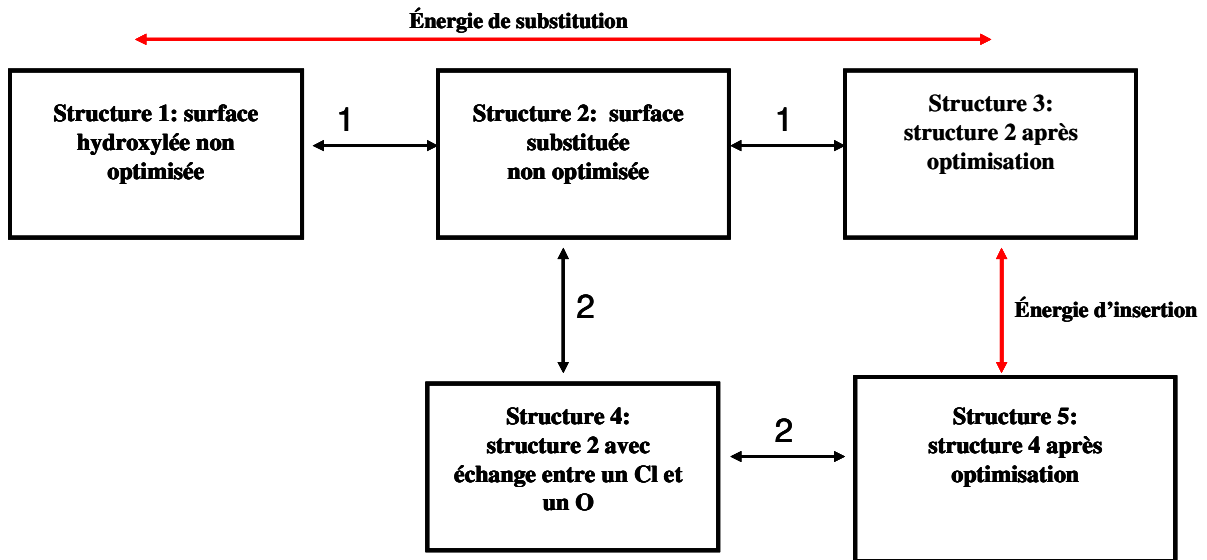 Énergie de substitution
Structure 1: surface
hydroxylée non
optimisée
1
Structure 2:  surface
substituée
non optimisée
1
Structure 3:
structure 2 après
optimisation
2
Énergie d’insertion
Structure 4:
structure 2 avec
échange entre un Cl et
un O
2
Structure 5:
structure 4 après
optimisation